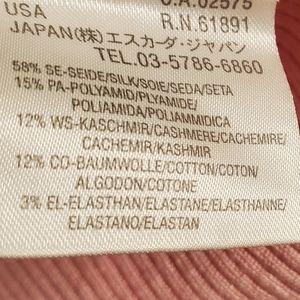 USA C.A.02575
R.N.61891
JAPAN(株)エスカーダ・ジャパン
TEL.03-5786-6860
58% SE-SEIDE/SILK/SOIE/SEDA/SETA
15% PA-POLYAMID/PLYAMIDE/
POLIAMIDA/POLIAMMIDICA
12% WS-KASCHMIR/CASHMERE/CACHEMIRE/
CACHEMIR/KASHMIR
12% CO-BAUMWOLLE/COTTON/COTON/
ALGODON/COTONE
3% EL-ELASTHAN/ELASTANE/ELASTHANNE/
ELASTANO/ELASTAN